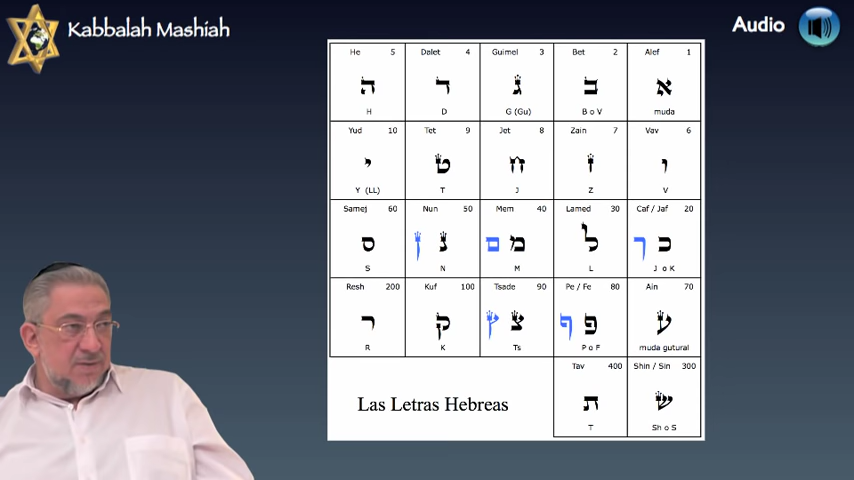 Kabbalah Mashiah
Audio
He 5 Dalet 4 Guimel 3 Bet 2 Alef 1
ה ד ג ב א
H D G (Gu) B o V muda
Yud 10 Tet 9 Jet 8 Zain 7 Vav 6
י ט ח ז ו
Y (LL) T J Z V
Samej 60 Nun 50 Mem 40 Lamed 30 Caf / Jaf 20
ס ן נ ם מ ל ך כ
S N M L J o K
Resh 200 Kuf 100 Tsade 90 Pe / Fe 80 Ain 70
ר ק ץ צ ף פ ע
R K Ts P o F muda gutural
Tav 400 Shin / Sin 300
ת ש
T Sh o S
Las Letras Hebreas